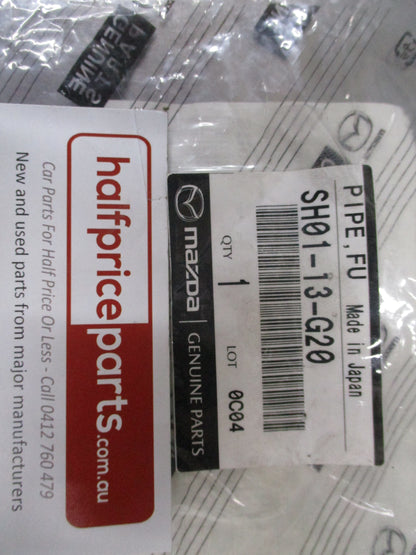 PARTS
GENUINE
halfpriceparts.com.au
Car Parts For Half Price Or Less - Call 0412 760 479
New and used parts from major manufacturers
PIPE, FU Made in Japan
SH01-13-G20
QTY 1 LOT 0C04
mazda | GENUINE PARTS